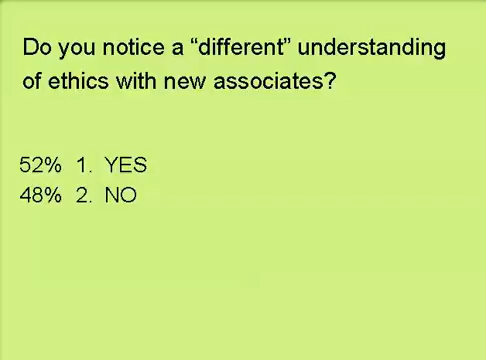 Do you notice a “different” understanding
of ethics with new associates?
52% 1. YES
48% 2. NO